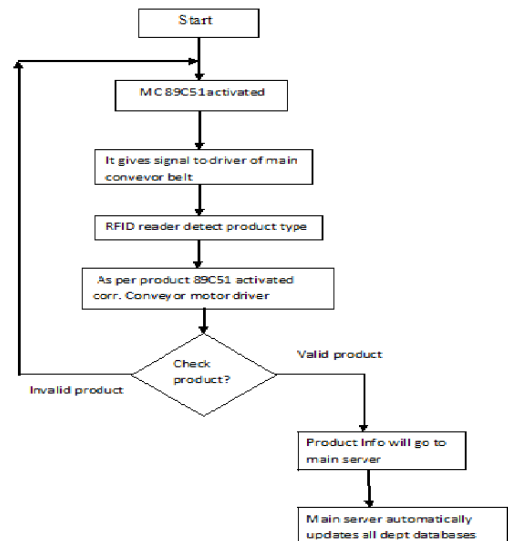 Start
MC 89C51activated
It gives signal to driver of main
convevor belt
RFID reader detect product type
As per product 89C51 activated
corr. Conveyor motor driver
Check
product?
Valid product
Invalid product
Product Info will go to
main server
Main server automatically
updates all dept databases